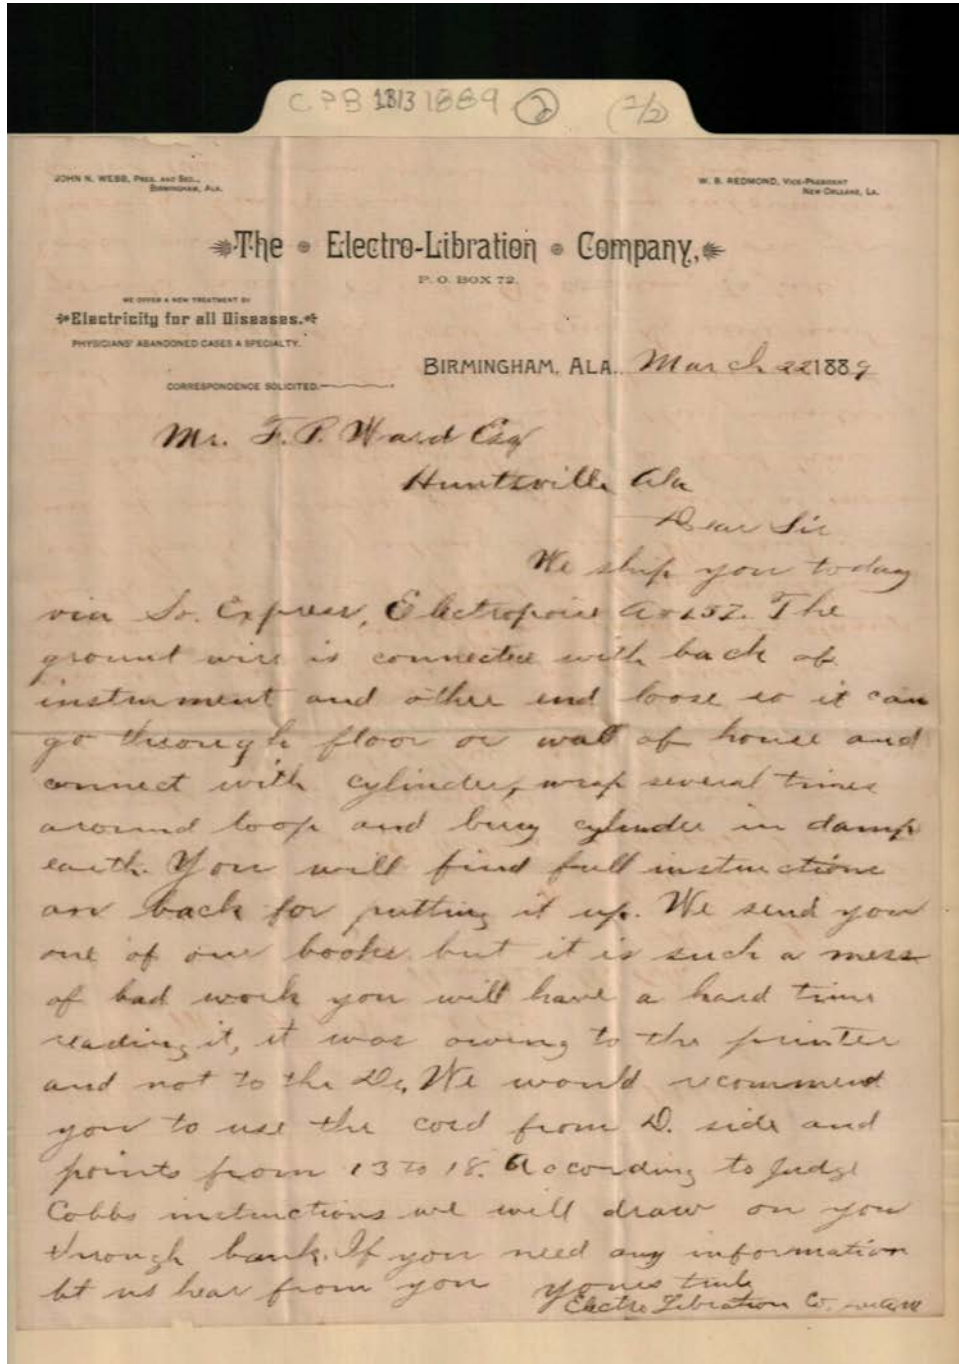 CPB 1813 1889 2 (1/2)
JOHN N. WEBB, PRES. AND SEC.,
BIRMINGHAM, ALA.
W. B. REDMOND, VICE-PRESIDENT
NEW ORLEANS, LA.
The Electro-Libration Company,
P. O. BOX 72.
WE OFFER A NEW TREATMENT BY
Electricity for all Diseases.
PHYSICIANS' ABANDONED CASES A SPECIALTY.
CORRESPONDENCE SOLICITED.
BIRMINGHAM, ALA., March 22 1889
Mr. F. P. Ward Esq
Huntsville Ala
Dear Sir
We ship you today
via So. Express, Electropoise The
ground wire is connected with back of
instrument and other end loose so it can
go through floor or wall of house and
connect with cylinder, wrap several times
around loop and bury cylinder in damp
earth. You will find full instructions
on back for putting it up. We send you
one of our books but it is such a mess
of bad work you will have a hard time
reading it, it was owing to the printer
and not to the Dr. We would recommend
you to use the cord from D. side and
points from 13 to 18. According to Judge
Cobbs instructions we will draw on you
through bank. If you need any information
let us hear from you yours truly
Electro Libration Co.